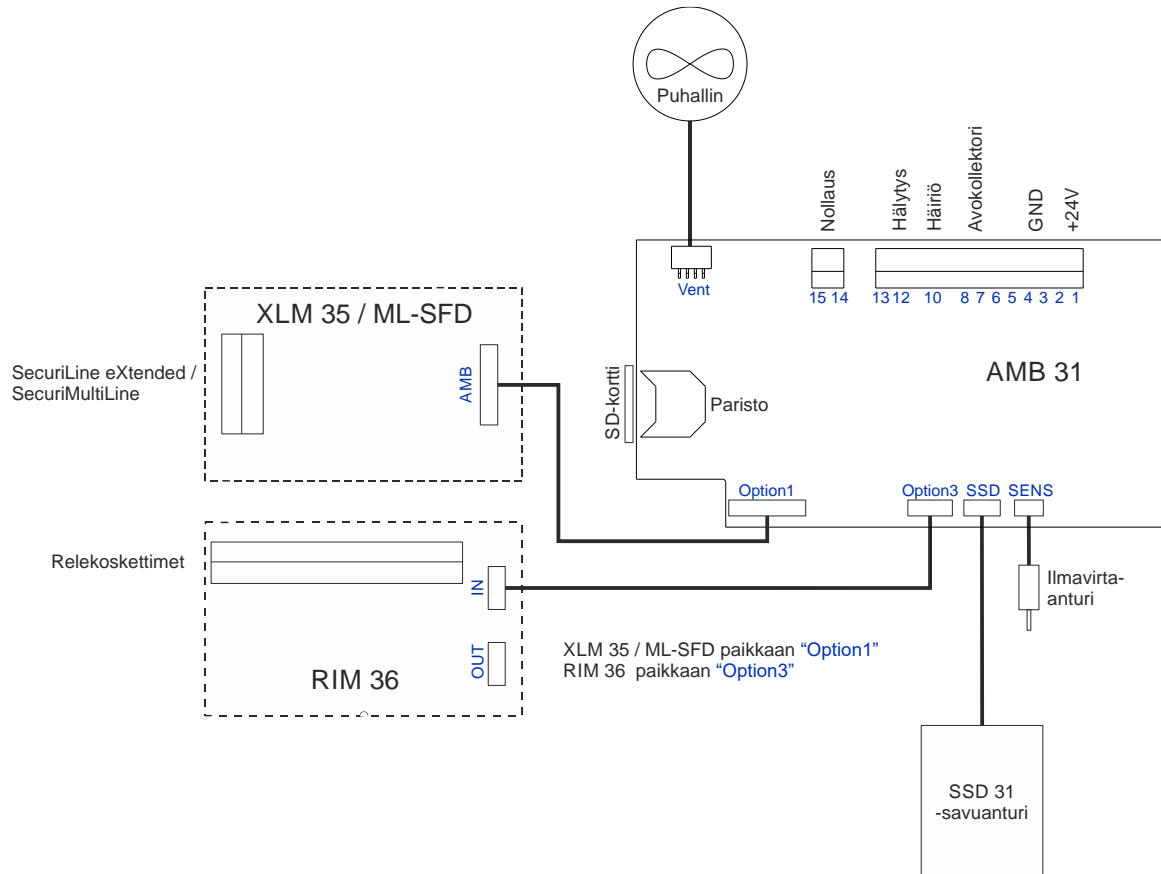 Puhallin
Nollaus
Hälytys
Häiriö
Avokollektori
GND
+24V
Vent
15 14
13 12 10 8 7 6 5 4 3 2 1
XLM 35 / ML-SFD
SecuriLine eXtended /
SecuriMultiLine
AMB
AMB 31
SD-kortti
Paristo
Option1
Option3
SSD
SENS
Relekoskettimet
IN
Ilmavirta-
anturi
OUT
RIM 36
XLM 35 / ML-SFD paikkaan “Option1”
RIM 36 paikkaan “Option3”
SSD 31
-savuanturi